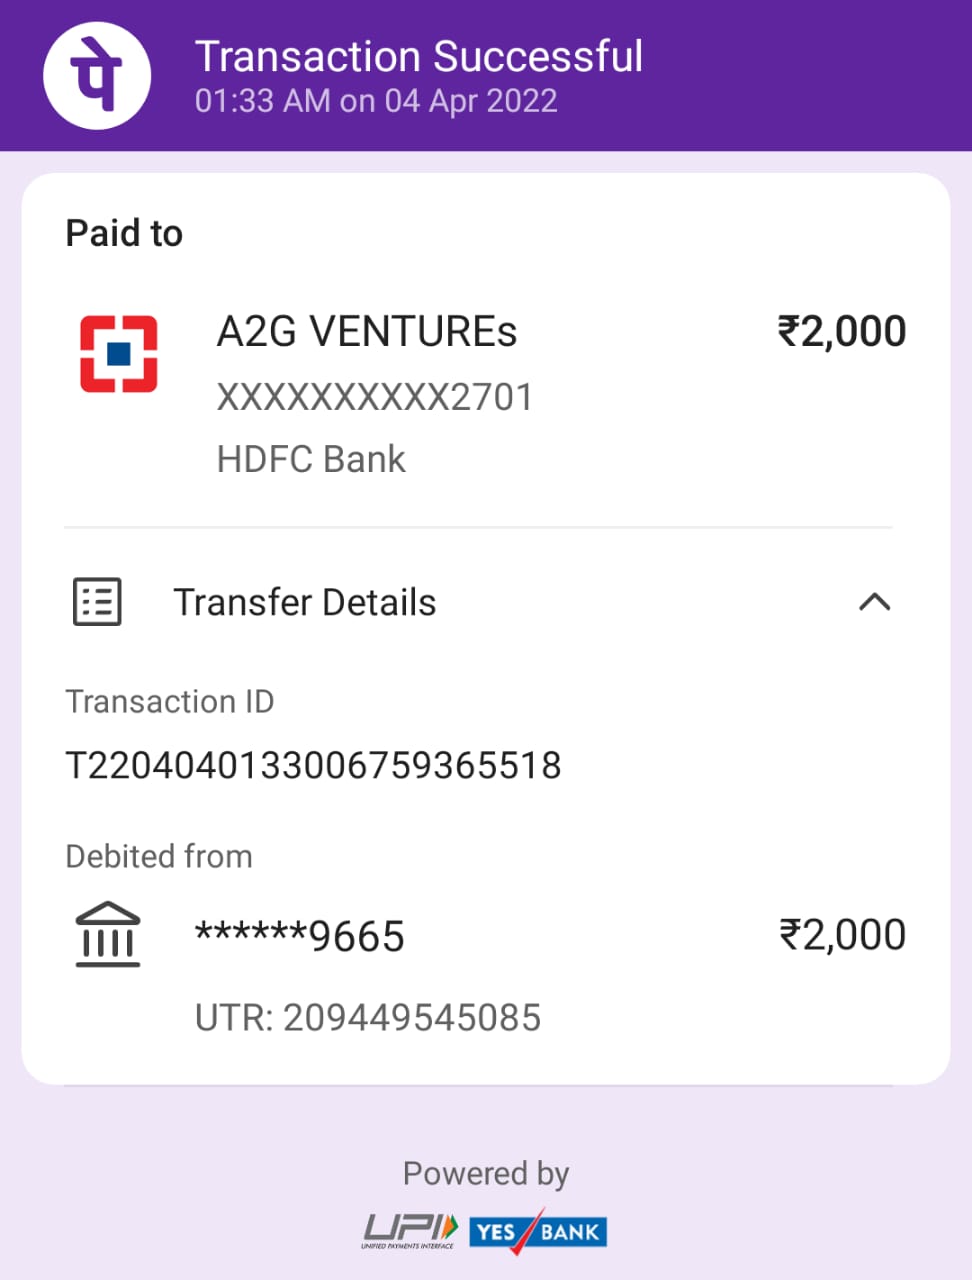 पे
Transaction Successful
01:33 AM on 04 Apr 2022
Paid to
A2G VENTUREs ₹2,000
XXXXXXXXXX2701
HDFC Bank
Transfer Details
Transaction ID
T2204040133006759365518
Debited from
******9665 ₹2,000
UTR: 209449545085
Powered by
UPI YES BANK
UNIFIED PAYMENTS INTERFACE